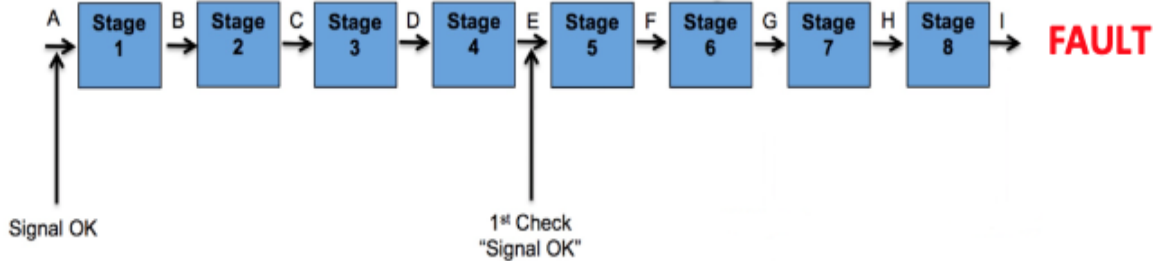 A
B
C
D
E
F
G
H
I
Stage
1
Stage
2
Stage
3
Stage
4
Stage
5
Stage
6
Stage
7
Stage
8
FAULT
Signal OK
1st Check
“Signal OK”